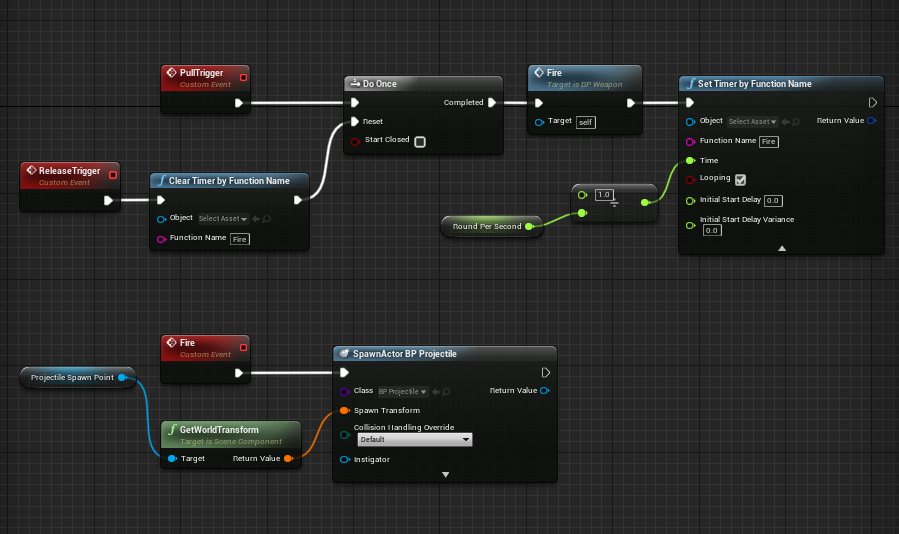 PullTrigger
Custom Event
Do Once
Completed
Reset
Start Closed
Fire
Target is BP Weapon
Target self
Set Timer by Function Name
Object Select Asset
Return Value
Function Name Fire
Time
Looping
Initial Start Delay 0.0
Initial Start Delay Variance
0.0
ReleaseTrigger
Custom Event
Clear Timer by Function Name
Object Select Asset
Function Name Fire
1.0
Round Per Second
Fire
Custom Event
SpawnActor BP Projectile
Class BP Projectile
Return Value
Spawn Transform
Collision Handling Override
Default
Instigator
Projectile Spawn Point
GetWorldTransform
Target is Scene Component
Target Return Value